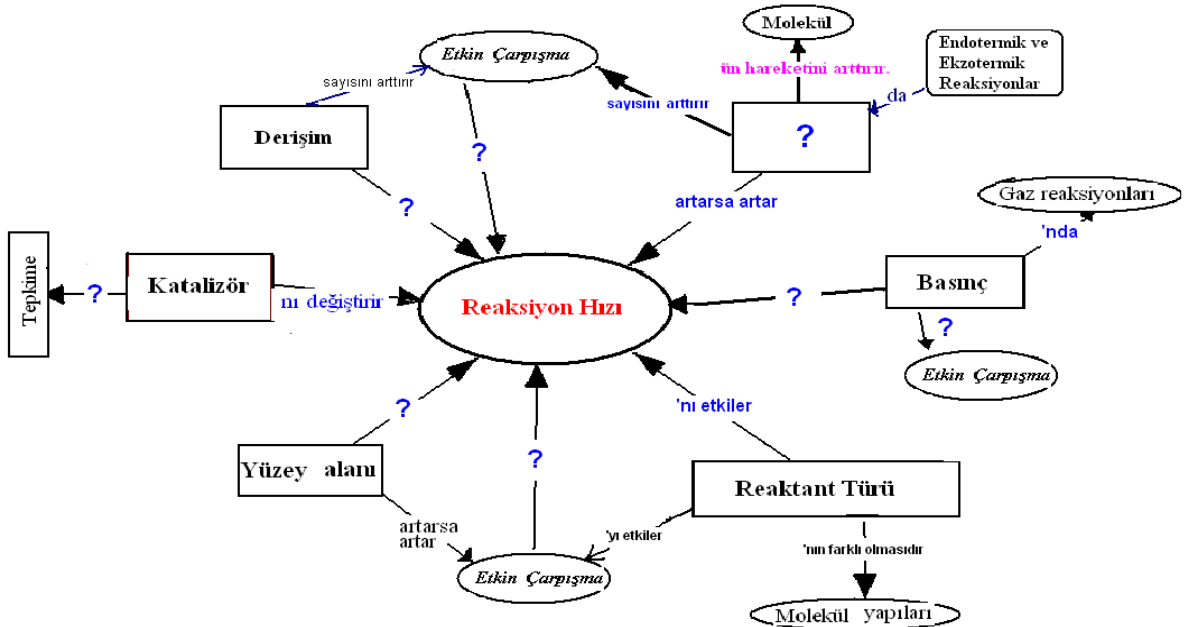 Molekül
Etkin Çarpışma
Endotermik ve
Ekzotermik
Reaksiyonlar
ün hareketini arttırır.
sayısını arttırır
sayısını arttırır
da
Derişim
?
?
?
artarsa artar
Gaz reaksiyonları
'nda
Tepkime
?
Katalizör
nı değiştirir
Reaksiyon Hızı
?
Basınç
?
Etkin Çarpışma
?
'nı etkiler
Yüzey alanı
?
Reaktant Türü
artarsa
artar
'yı etkiler
'nın farklı olmasıdır
Etkin Çarpışma
Molekül yapıları